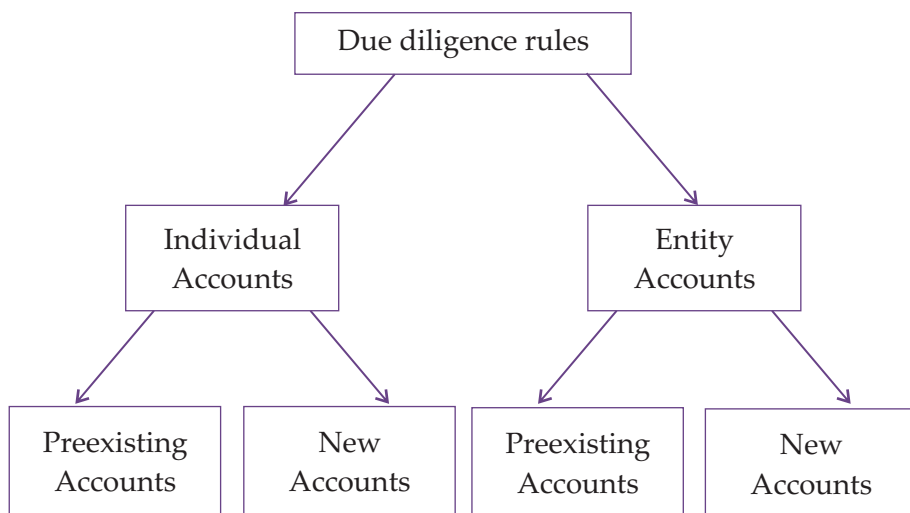 Due diligence rules
Individual
Accounts
Entity
Accounts
Preexisting
Accounts
New
Accounts
Preexisting
Accounts
New
Accounts